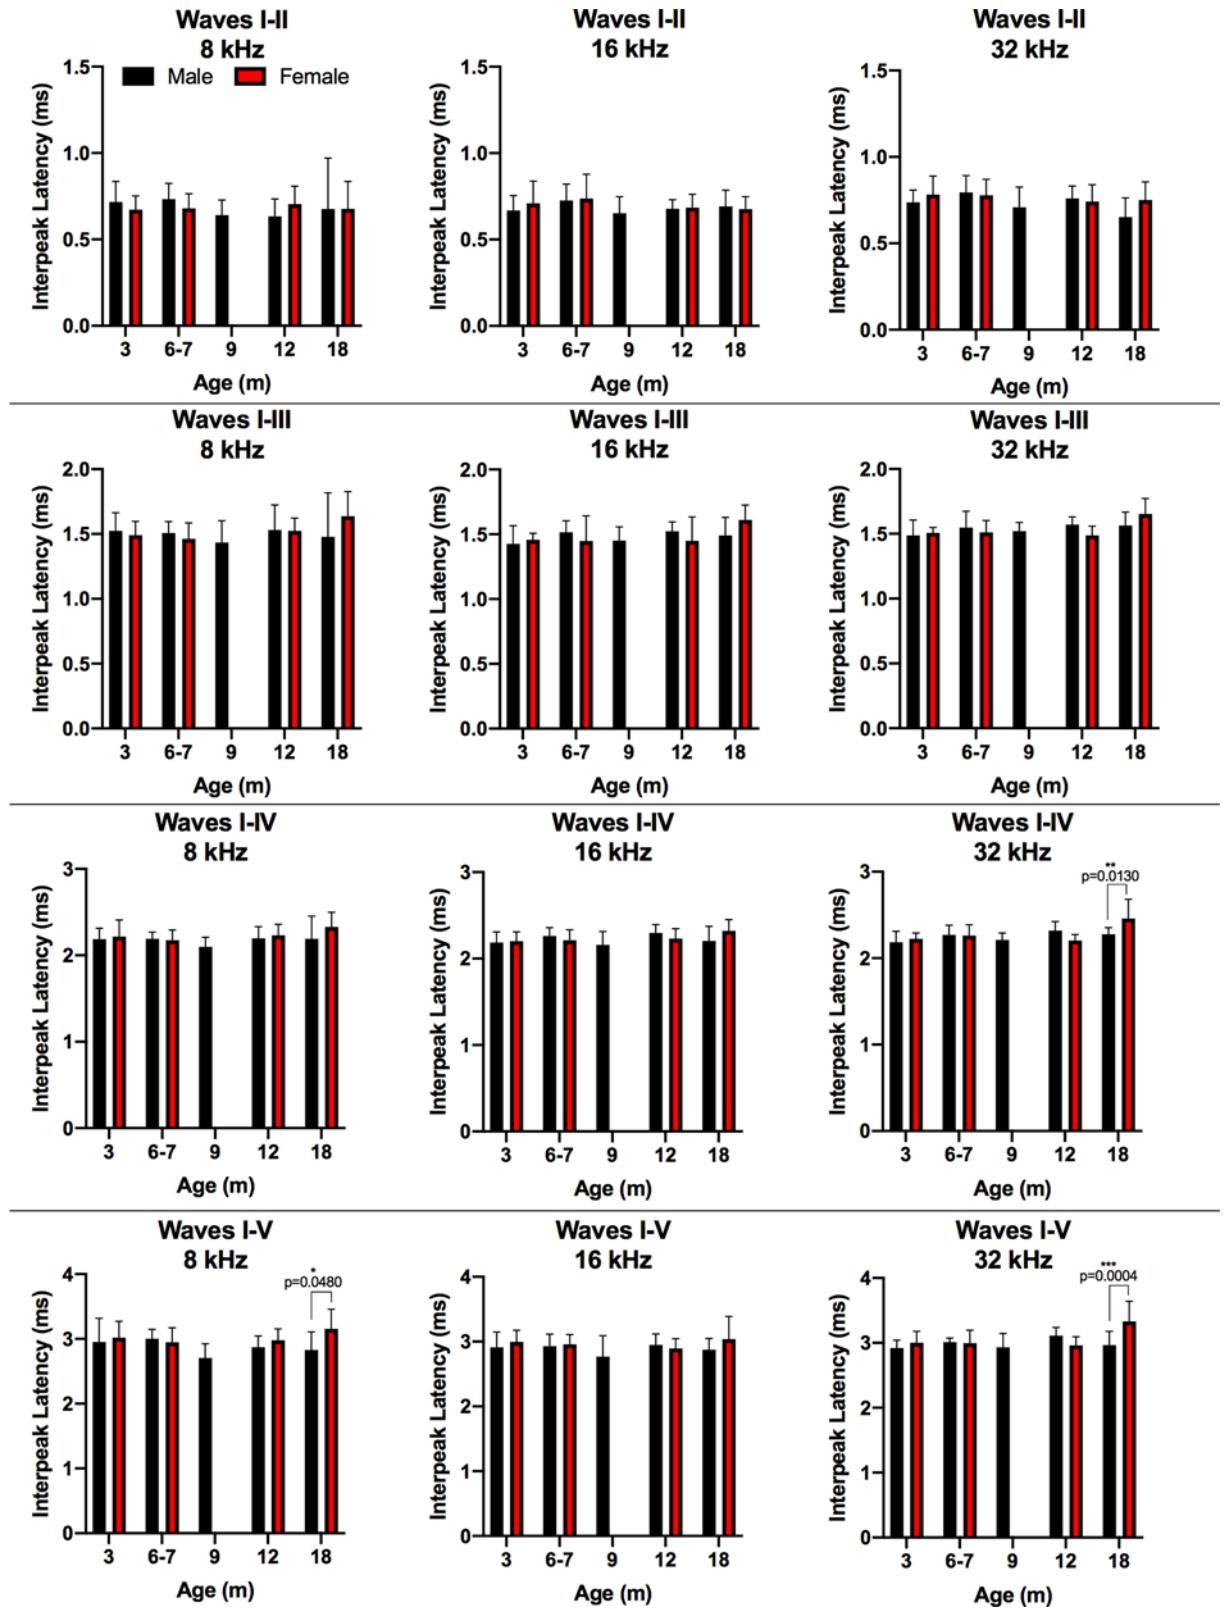 Waves I-II
8 kHz
Male Female
Interpeak Latency (ms)
1.5
1.0
0.5
0.0
3 6-7 9 12 18
Age (m)
Waves I-II
16 kHz
Interpeak Latency (ms)
1.5
1.0
0.5
0.0
3 6-7 9 12 18
Age (m)
Waves I-II
32 kHz
Interpeak Latency (ms)
1.5
1.0
0.5
0.0
3 6-7 9 12 18
Age (m)
Waves I-III
8 kHz
Interpeak Latency (ms)
2.0
1.5
1.0
0.5
0.0
3 6-7 9 12 18
Age (m)
Waves I-III
16 kHz
Interpeak Latency (ms)
2.0
1.5
1.0
0.5
0.0
3 6-7 9 12 18
Age (m)
Waves I-III
32 kHz
Interpeak Latency (ms)
2.0
1.5
1.0
0.5
0.0
3 6-7 9 12 18
Age (m)
Waves I-IV
8 kHz
Interpeak Latency (ms)
3
2
1
0
3 6-7 9 12 18
Age (m)
Waves I-IV
16 kHz
Interpeak Latency (ms)
3
2
1
0
3 6-7 9 12 18
Age (m)
Waves I-IV
32 kHz
**
p=0.0130
Interpeak Latency (ms)
3
2
1
0
3 6-7 9 12 18
Age (m)
Waves I-V
8 kHz
*
p=0.0480
Interpeak Latency (ms)
4
3
2
1
0
3 6-7 9 12 18
Age (m)
Waves I-V
16 kHz
Interpeak Latency (ms)
4
3
2
1
0
3 6-7 9 12 18
Age (m)
Waves I-V
32 kHz
***
p=0.0004
Interpeak Latency (ms)
4
3
2
1
0
3 6-7 9 12 18
Age (m)